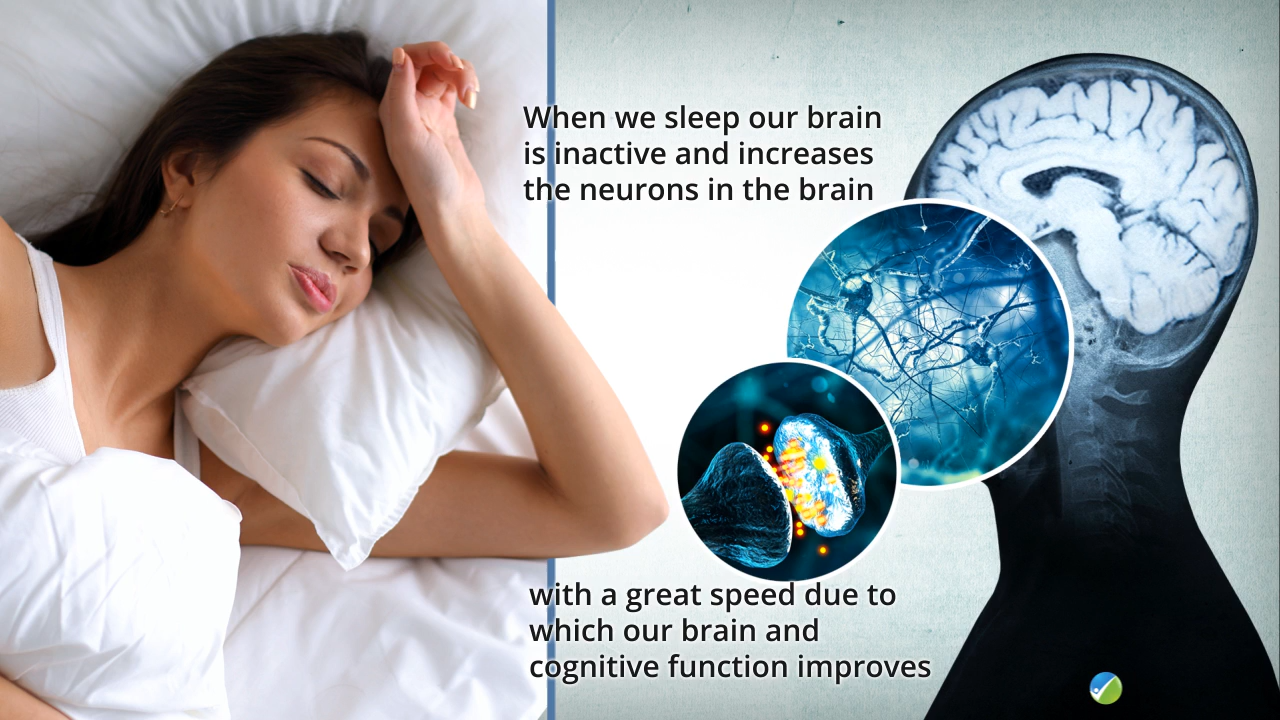 When we sleep our brain
is inactive and increases
the neurons in the brain
with a great speed due to
which our brain and
cognitive function improves